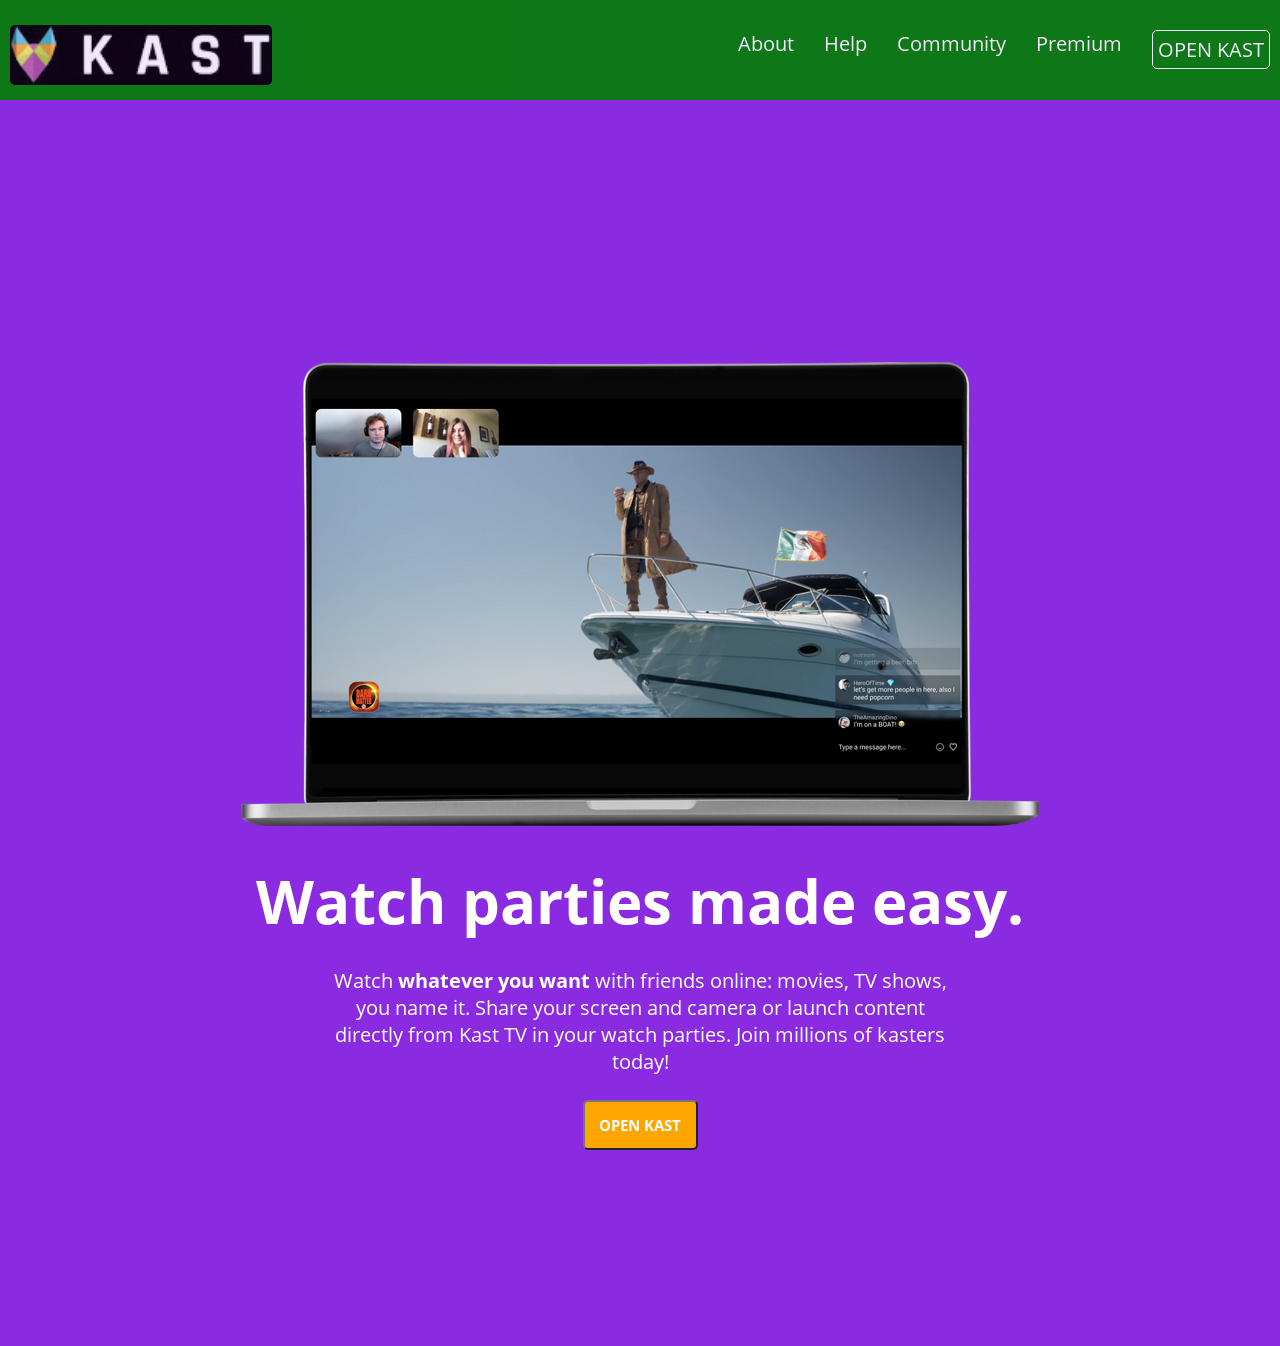 KAST
About Help Community Premium OPEN KAST
I'm getting a beer, brb
HeroOfTime
let's get more people in here, also I
need popcorn
TheAmazingDino
I'm on a BOAT!
Type a message here...
DARK MATTER
Watch parties made easy.
Watch whatever you want with friends online: movies, TV shows,
you name it. Share your screen and camera or launch content
directly from Kast TV in your watch parties. Join millions of kasters
today!
OPEN KAST